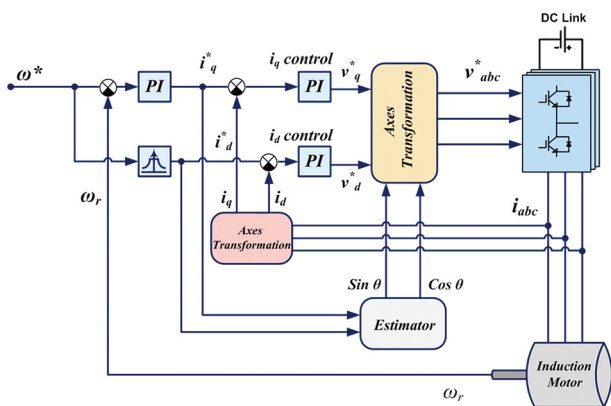 DC Link
ω*
PI
i*q
iq control
PI
v*q
Axes Transformation
v*abc
i*d
id control
PI
v*d
ωr
iq
id
Axes
Transformation
iabc
Sin θ
Cos θ
Estimator
Induction
Motor
ωr